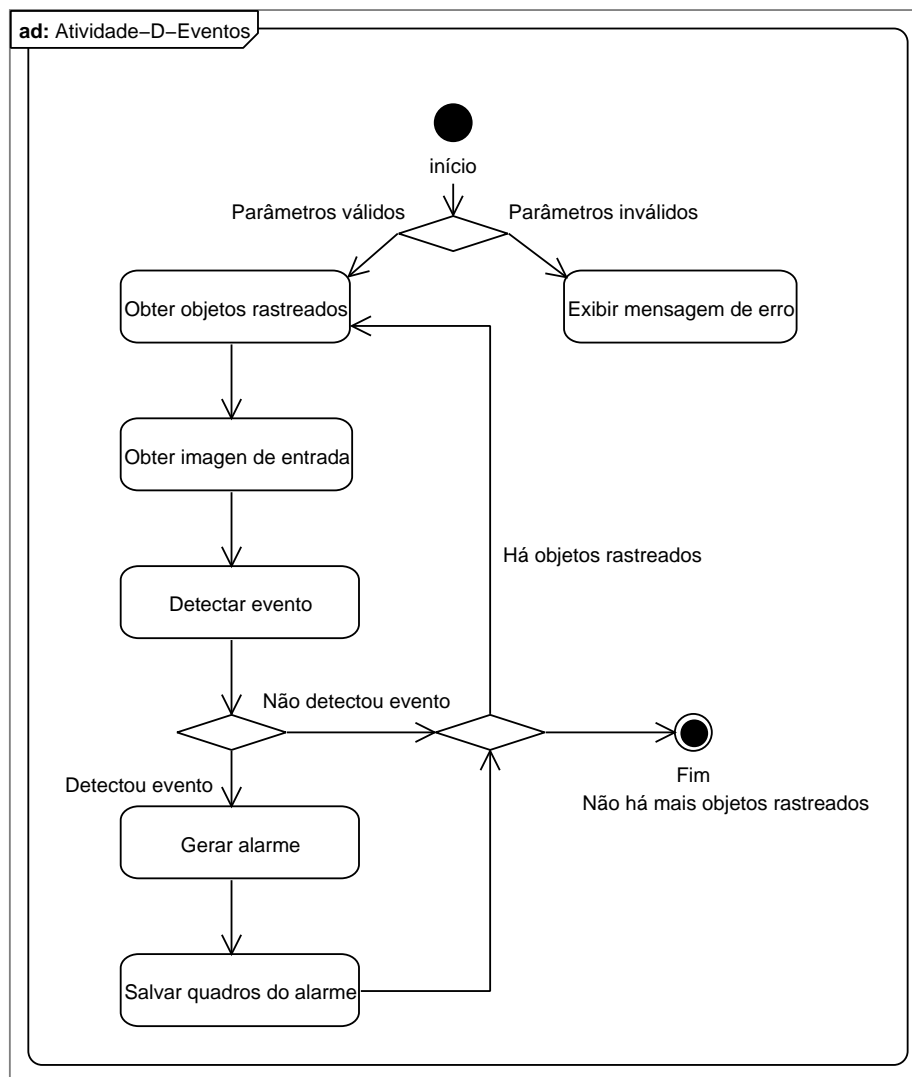 ad: Atividade–D–Eventos
início
Parâmetros válidos
Parâmetros inválidos
Obter objetos rastreados
Exibir mensagem de erro
Obter imagen de entrada
Há objetos rastreados
Detectar evento
Não detectou evento
Detectou evento
Fim
Não há mais objetos rastreados
Gerar alarme
Salvar quadros do alarme